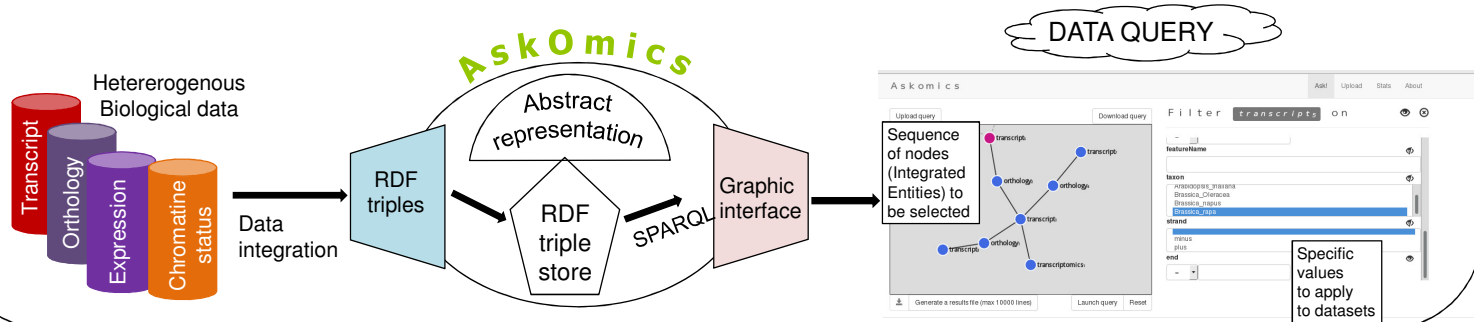 Hetererogenous
Biological data
Transcript
Orthology
Expression
Chromatine
status
Data
integration
AskOmics
RDF
triples
Abstract
representation
RDF
triple
store
SPARQL
Graphic
interface
DATA QUERY
Askomics
Ask!
Upload
Stats
About
Upload query
Download query
Sequence
of nodes
(Integrated
Entities) to
be selected
transcript
transcript
orthology
orthology
transcript
orthology
transcript
transcriptomics
Generate a results file (max 10000 lines)
Launch query
Reset
Filter transcripts on
=
featureName
taxon
Arabidopsis_thaliana
Brassica_Oleracea
Brassica_napus
Brassica_rapa
strand
minus
plus
end
=
Specific
values
to apply
to datasets